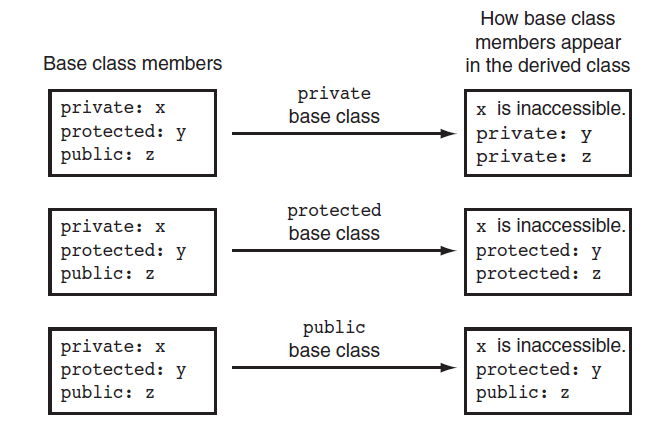 Base class members
How base class
members appear
in the derived class
private: x
protected: y
public: z
private
base class
x is inaccessible.
private: y
private: z
private: x
protected: y
public: z
protected
base class
x is inaccessible.
protected: y
protected: z
private: x
protected: y
public: z
public
base class
x is inaccessible.
protected: y
public: z